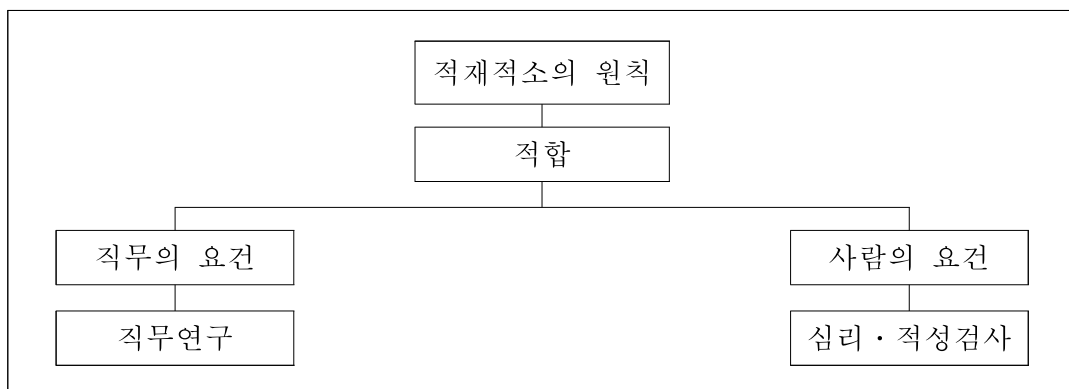 적재적소의 원칙
적합
직무의 요건
사람의 요건
직무연구
심리·적성검사